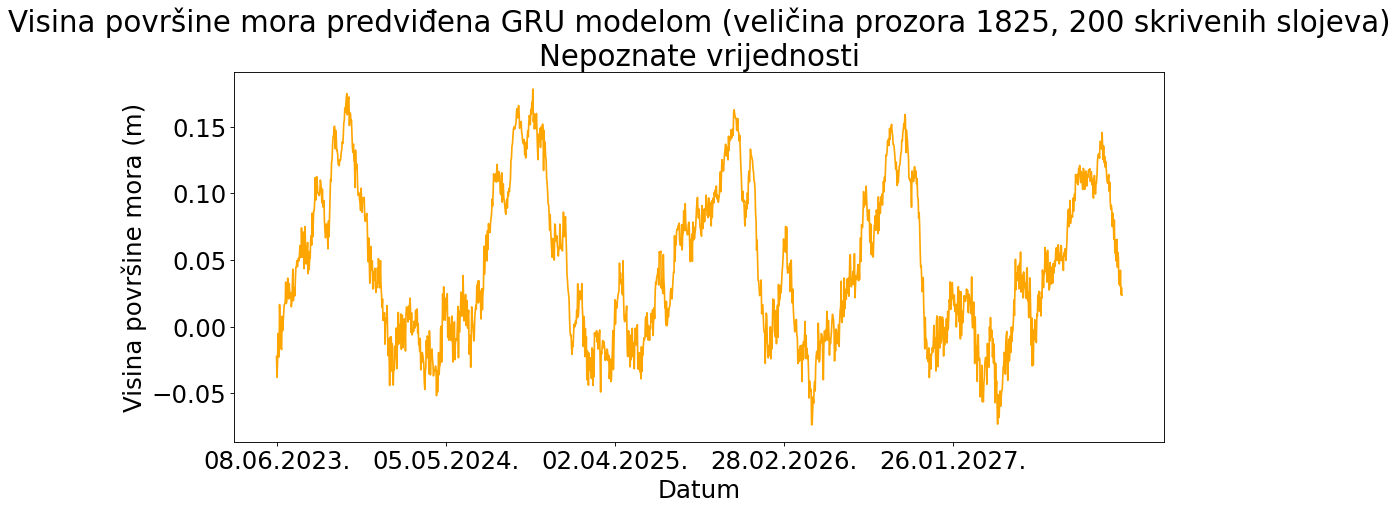 Visina površine mora predviđena GRU modelom (veličina prozora 1825, 200 skrivenih slojeva)
Nepoznate vrijednosti
Visina površine mora (m)
0.15
0.10
0.05
0.00
−0.05
08.06.2023. 05.05.2024. 02.04.2025. 28.02.2026. 26.01.2027.
Datum